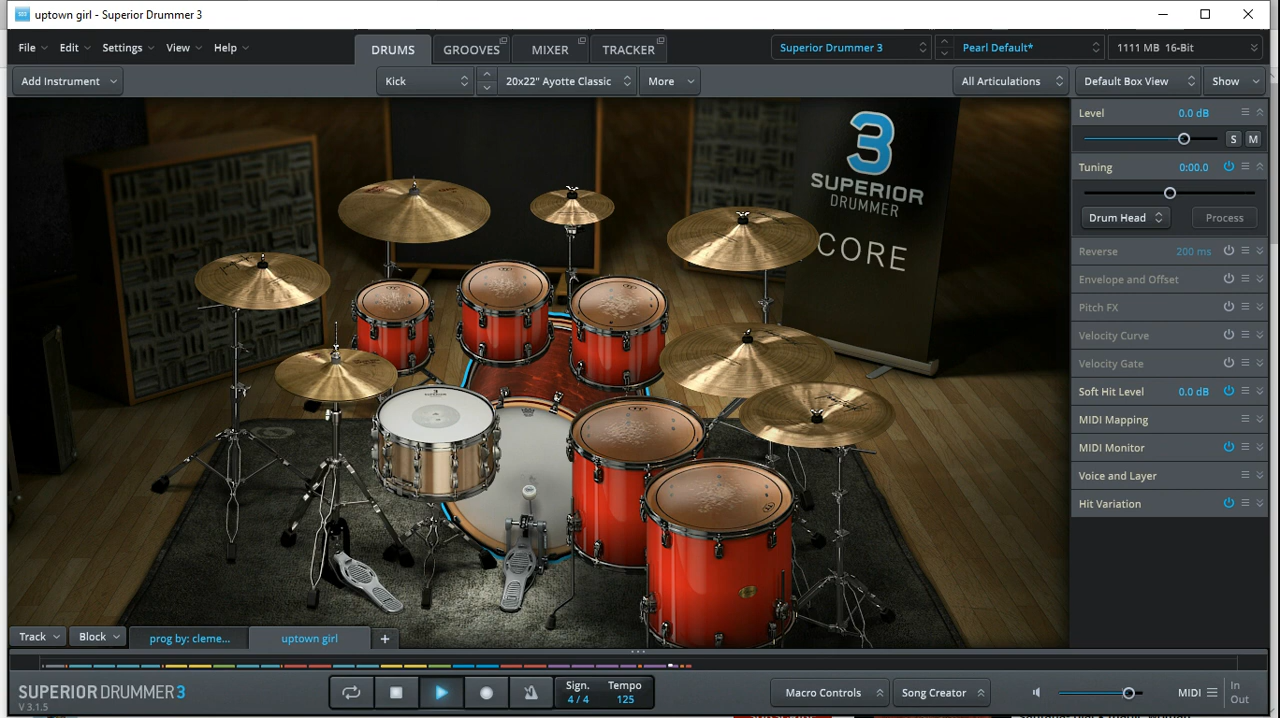 uptown girl - Superior Drummer 3
File Edit Settings View Help
DRUMS GROOVES MIXER TRACKER
Superior Drummer 3 Pearl Default* 1111 MB 16-Bit
Add Instrument Kick 20x22" Ayotte Classic More All Articulations Default Box View Show
Level 0.0 dB
S M
Tuning 0:00.0
Drum Head Process
Reverse 200 ms
Envelope and Offset
Pitch FX
Velocity Curve
Velocity Gate
Soft Hit Level 0.0 dB
MIDI Mapping
MIDI Monitor
Voice and Layer
Hit Variation
3
SUPERIOR
DRUMMER
CORE
Track Block prog by: cleme... uptown girl +
SUPERIOR DRUMMER 3
V 3.1.5
Sign. Tempo
4 / 4 125
Macro Controls Song Creator MIDI In
Out